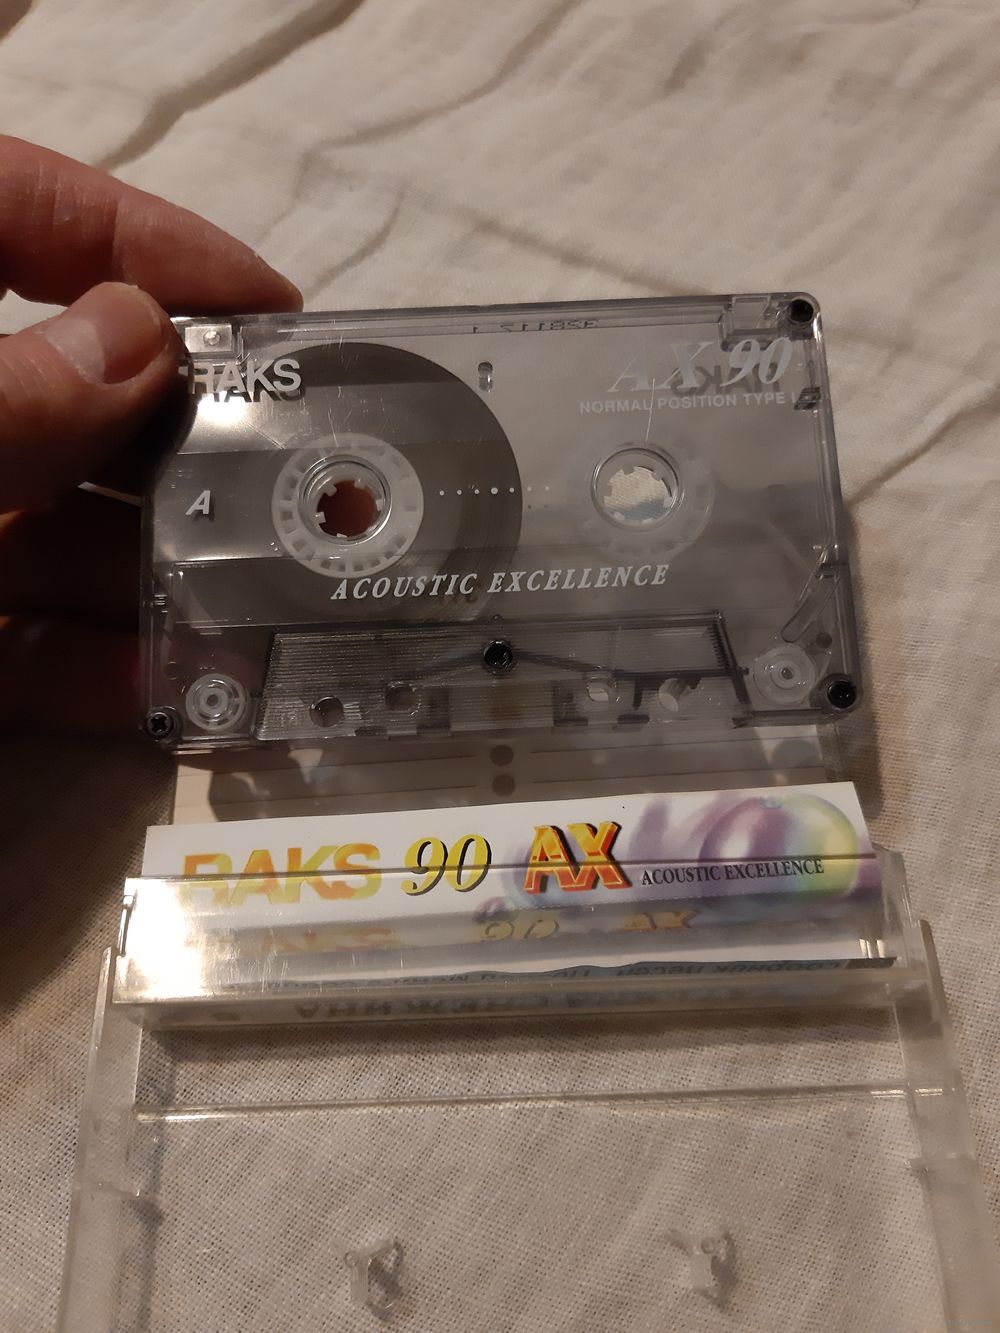 RAKS
AX 90
NORMAL POSITION TYPE I
A
ACOUSTIC EXCELLENCE
RAKS 90 AX ACOUSTIC EXCELLENCE